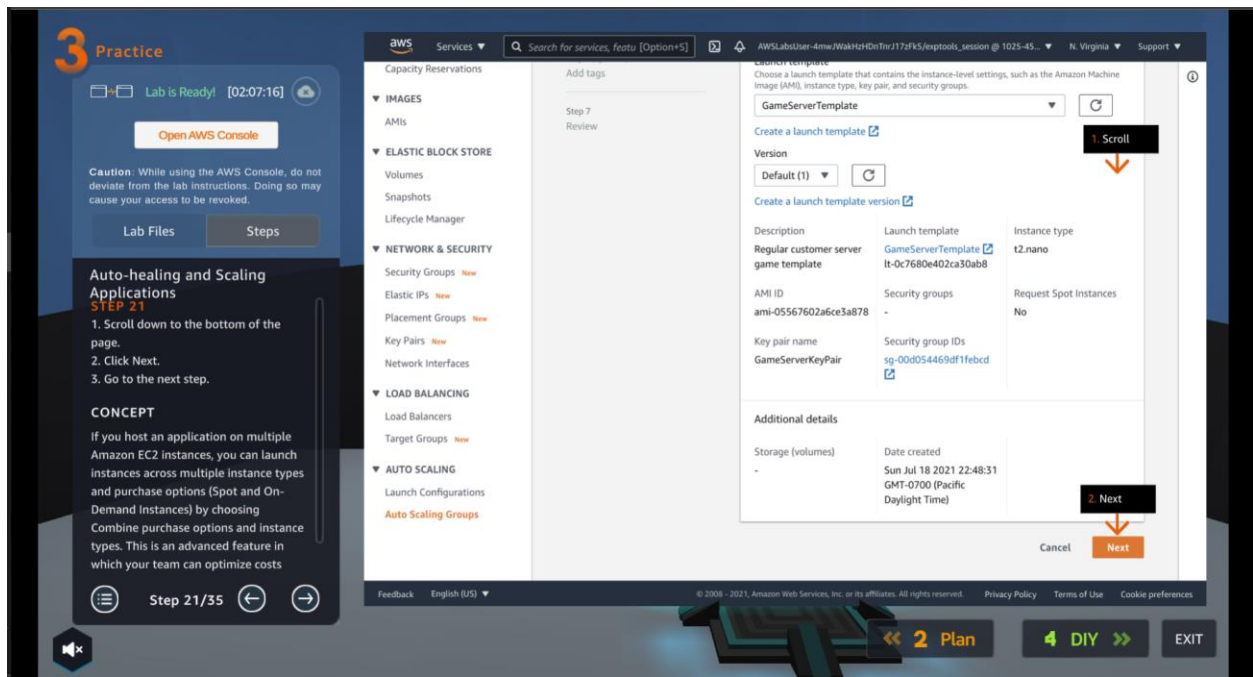 3 Practice
Lab is Ready! [02:07:16]
Open AWS Console
Caution: While using the AWS Console, do not
deviate from the lab instructions. Doing so may
cause your access to be revoked.
Lab Files
Steps
Auto-healing and Scaling
Applications
STEP 21
1. Scroll down to the bottom of the
page.
2. Click Next.
3. Go to the next step.
CONCEPT
If you host an application on multiple
Amazon EC2 instances, you can launch
instances across multiple instance types
and purchase options (Spot and On-
Demand Instances) by choosing
Combine purchase options and instance
types. This is an advanced feature in
which your team can optimize costs
Step 21/35
aws
Services ▼
Search for services, featu [Option+S]
N. Virginia ▼
Support ▼
Capacity Reservations
▼ IMAGES
AMIs
▼ ELASTIC BLOCK STORE
Volumes
Snapshots
Lifecycle Manager
▼ NETWORK & SECURITY
Security Groups New
Elastic IPs New
Placement Groups New
Key Pairs New
Network Interfaces
▼ LOAD BALANCING
Load Balancers
Target Groups New
▼ AUTO SCALING
Launch Configurations
Auto Scaling Groups
Add tags
Step 7
Review
Launch template
Choose a launch template that contains the instance-level settings, such as the Amazon Machine
Image (AMI), instance type, key pair, and security groups.
GameServerTemplate
Create a launch template
1. Scroll
Version
Default (1)
Create a launch template version
Description
Regular customer server
game template
Launch template
GameServerTemplate
lt-0c7680e402ca30ab8
Instance type
t2.nano
AMI ID
ami-05567602a6ce3a878
Security groups
-
Request Spot Instances
No
Key pair name
GameServerKeyPair
Security group IDs
sg-00d054469df1febcd
Additional details
Storage (volumes)
-
Date created
Sun Jul 18 2021 22:48:31
GMT-0700 (Pacific
Daylight Time)
2. Next
Cancel
Next
Feedback
English (US) ▼
© 2008 - 2021, Amazon Web Services, Inc. or its affiliates. All rights reserved.
Privacy Policy
Terms of Use
Cookie preferences
<< 2 Plan
4 DIY >>
EXIT